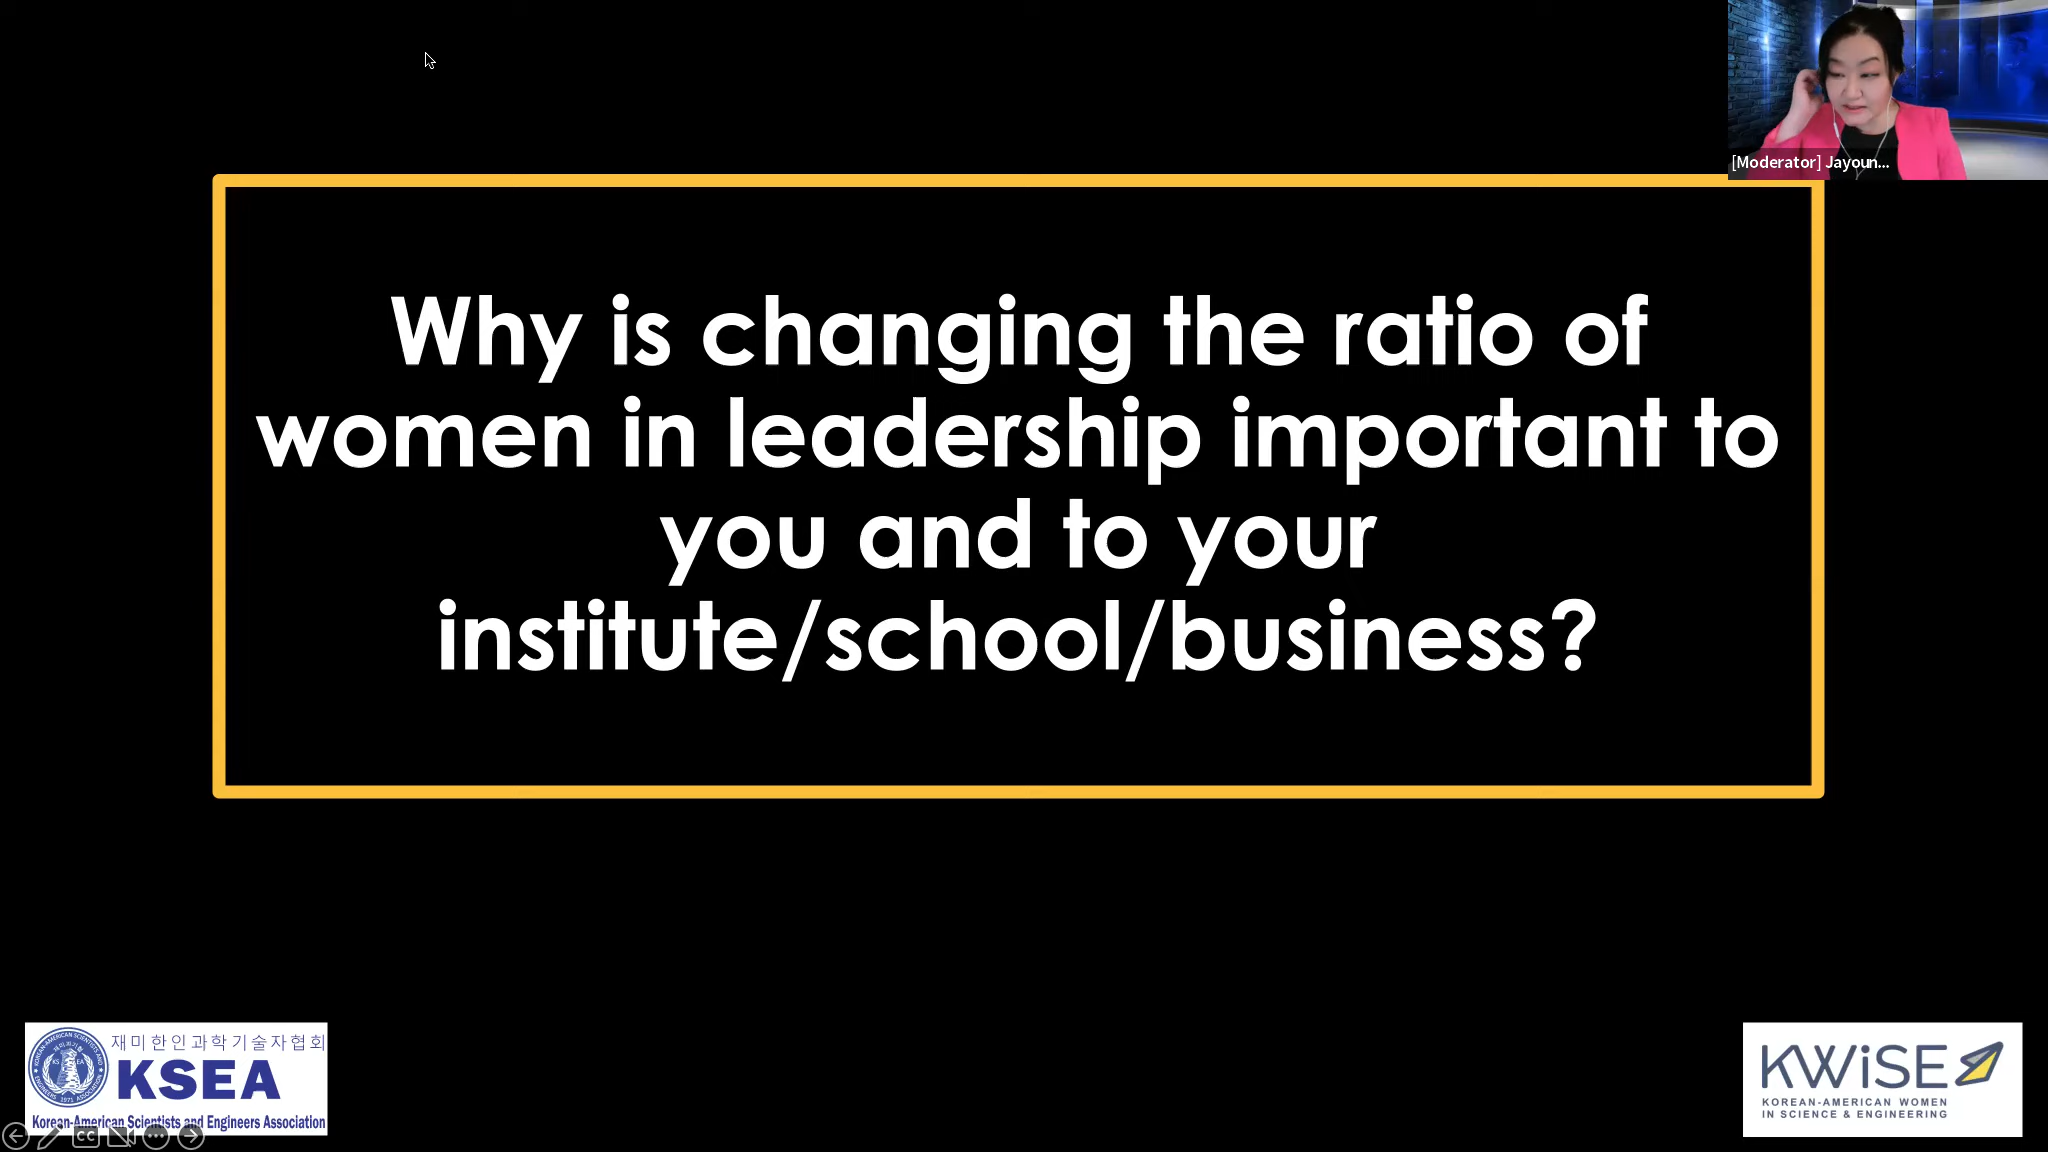 [Moderator] Jayoun...
Why is changing the ratio of
women in leadership important to
you and to your
institute/school/business?
재미한인과학기술자협회
KSEA
Korean-American Scientists and Engineers Association
CC
KWiSE
KOREAN-AMERICAN WOMEN
IN SCIENCE & ENGINEERING